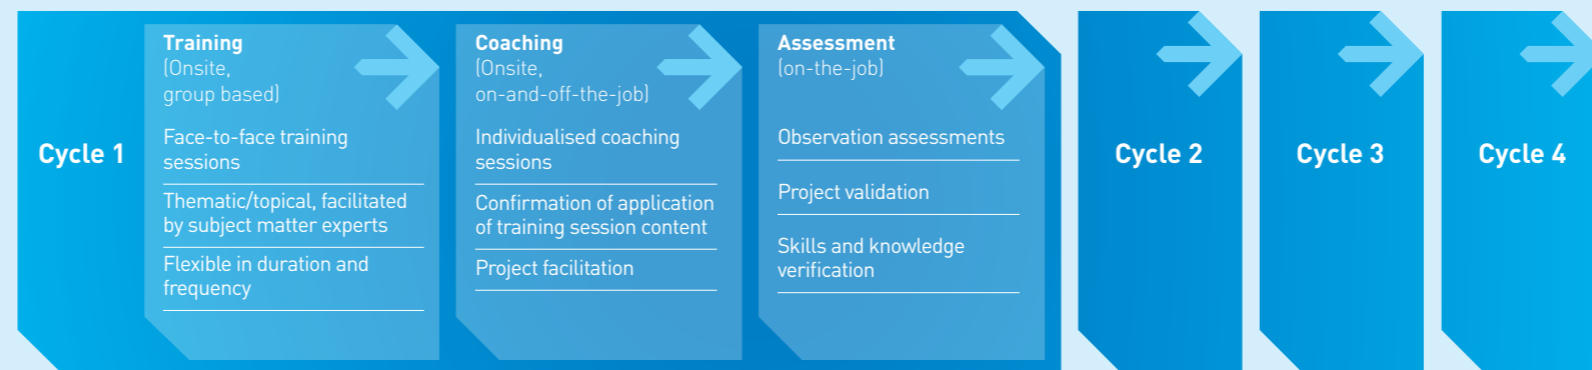 Cycle 1
Training
(Onsite,
group based)
Face-to-face training
sessions
Thematic/topical, facilitated
by subject matter experts
Flexible in duration and
frequency
Coaching
(Onsite,
on-and-off-the-job)
Individualised coaching
sessions
Confirmation of application
of training session content
Project facilitation
Assessment
(on-the-job)
Observation assessments
Project validation
Skills and knowledge
verification
Cycle 2
Cycle 3
Cycle 4